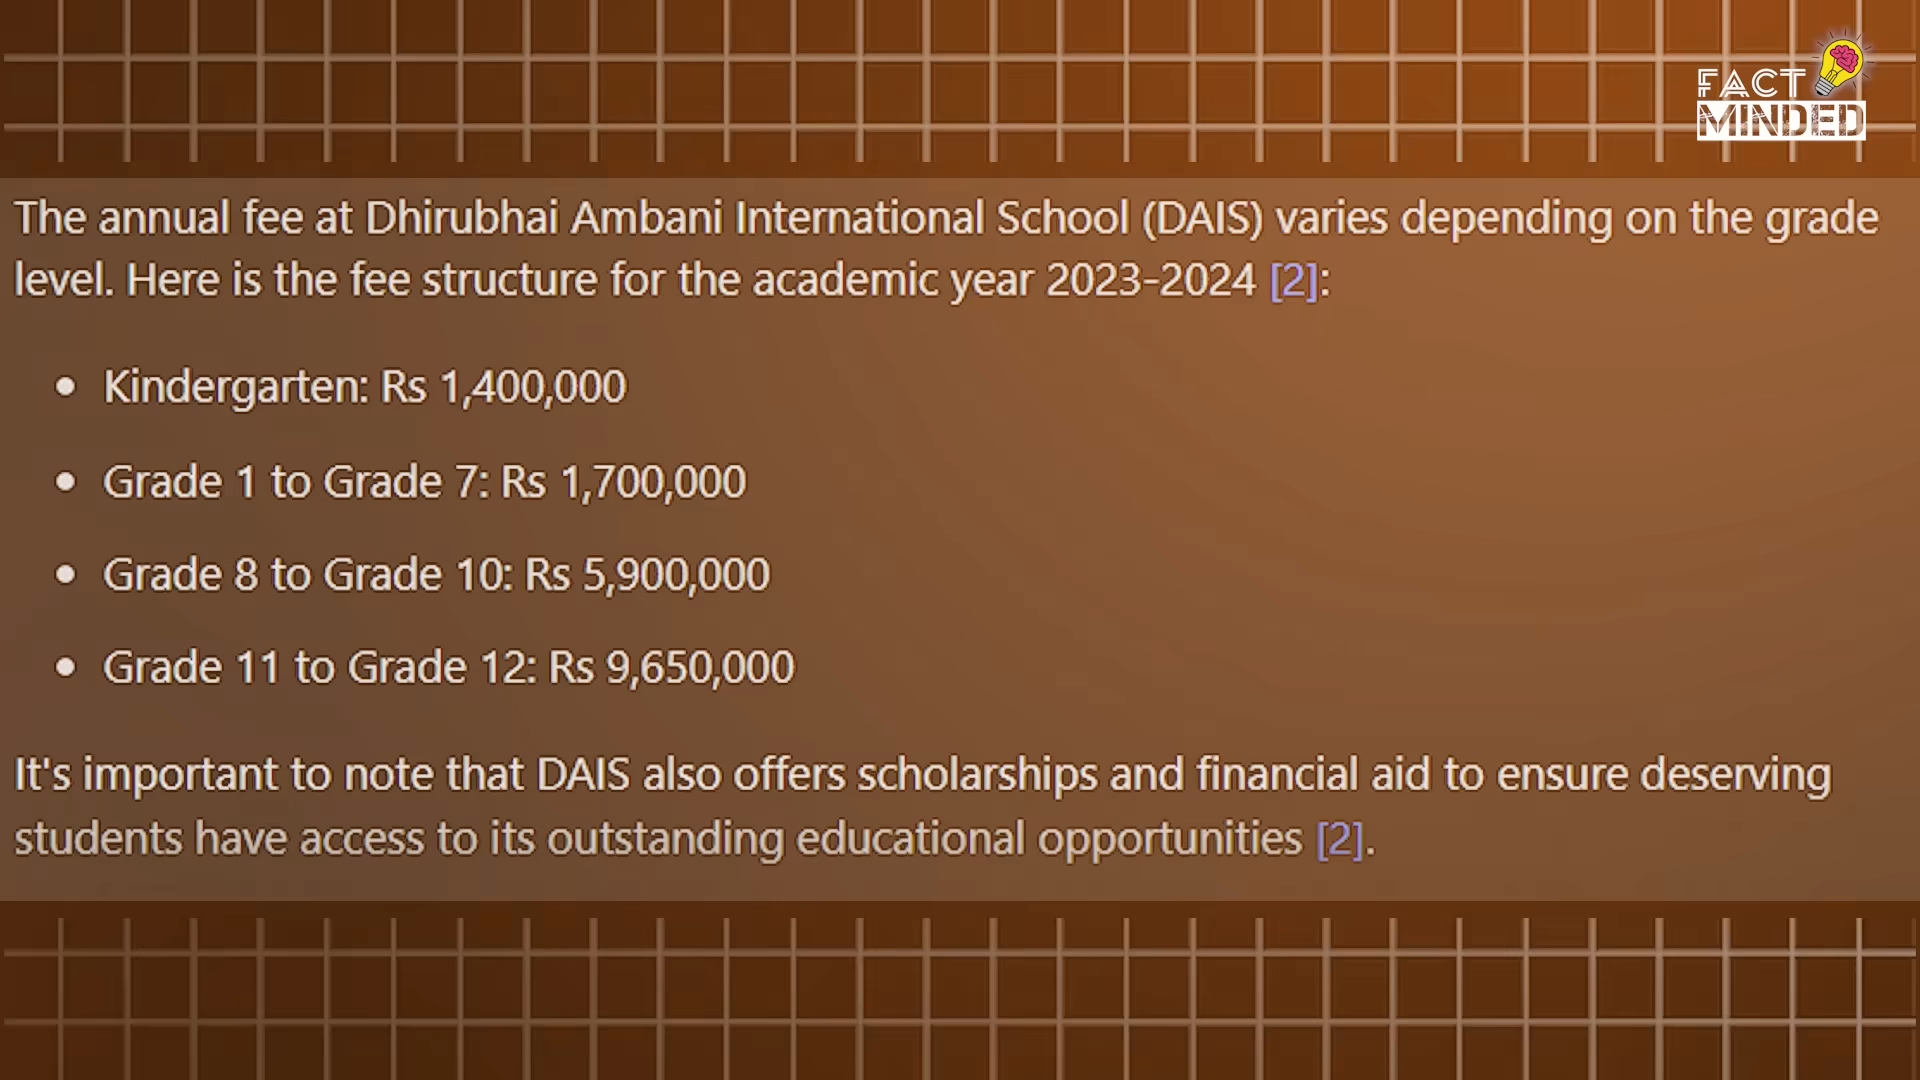 FACT
MINDED
The annual fee at Dhirubhai Ambani International School (DAIS) varies depending on the grade
level. Here is the fee structure for the academic year 2023-2024 [2]:
• Kindergarten: Rs 1,400,000
• Grade 1 to Grade 7: Rs 1,700,000
• Grade 8 to Grade 10: Rs 5,900,000
• Grade 11 to Grade 12: Rs 9,650,000
It's important to note that DAIS also offers scholarships and financial aid to ensure deserving
students have access to its outstanding educational opportunities [2].